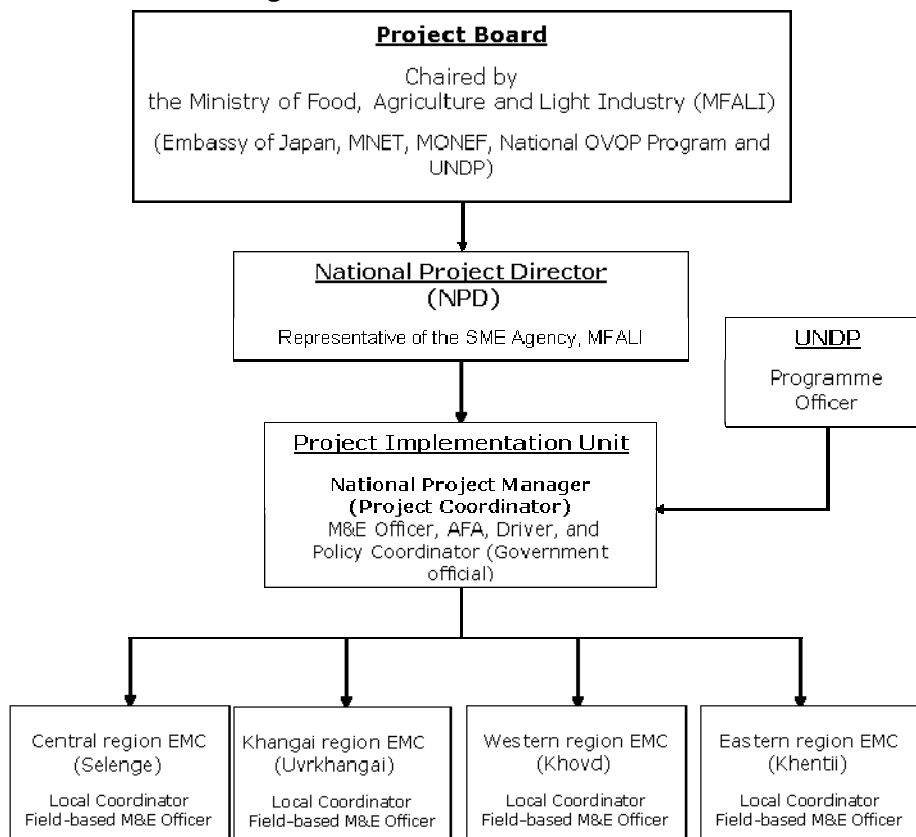 Project Board
Chaired by
the Ministry of Food, Agriculture and Light Industry (MFALI)
(Embassy of Japan, MNET, MONEF, National OVOP Program and
UNDP)
National Project Director
(NPD)
Representative of the SME Agency, MFALI
UNDP
Programme
Officer
Project Implementation Unit
National Project Manager
(Project Coordinator)
M&E Officer, AFA, Driver, and
Policy Coordinator (Government
official)
Central region EMC
(Selenge)
Local Coordinator
Field-based M&E Officer
Khangai region EMC
(Uvrkhangai)
Local Coordinator
Field-based M&E Officer
Western region EMC
(Khovd)
Local Coordinator
Field-based M&E Officer
Eastern region EMC
(Khentii)
Local Coordinator
Field-based M&E Officer